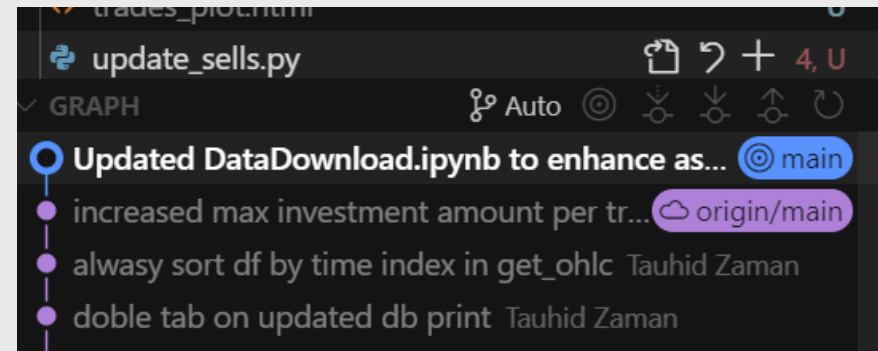 trades_plot.html U
update_sells.py 4, U
GRAPH Auto
Updated DataDownload.ipynb to enhance as... main
increased max investment amount per tr... origin/main
alwasy sort df by time index in get_ohlc Tauhid Zaman
doble tab on updated db print Tauhid Zaman